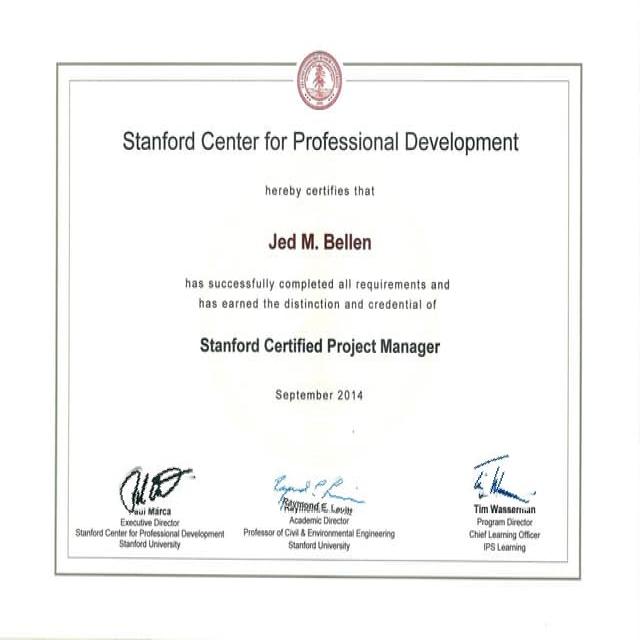 Stanford Center for Professional Development
hereby certifies that
Jed M. Bellen
has successfully completed all requirements and
has earned the distinction and credential of
Stanford Certified Project Manager
September 2014
Paul Marca
Executive Director
Stanford Center for Professional Development
Stanford University
Raymond E. Levitt
Academic Director
Professor of Civil & Environmental Engineering
Stanford University
Tim Wasserman
Program Director
Chief Learning Officer
IPS Learning